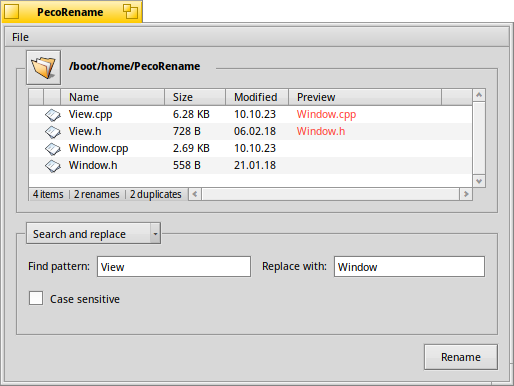 PecoRename
File
/boot/home/PecoRename
Name Size Modified Preview
View.cpp 6.28 KB 10.10.23 Window.cpp
View.h 728 B 06.02.18 Window.h
Window.cpp 2.69 KB 10.10.23
Window.h 558 B 21.01.18
4 items 2 renames 2 duplicates
Search and replace
Find pattern: View Replace with: Window
Case sensitive
Rename